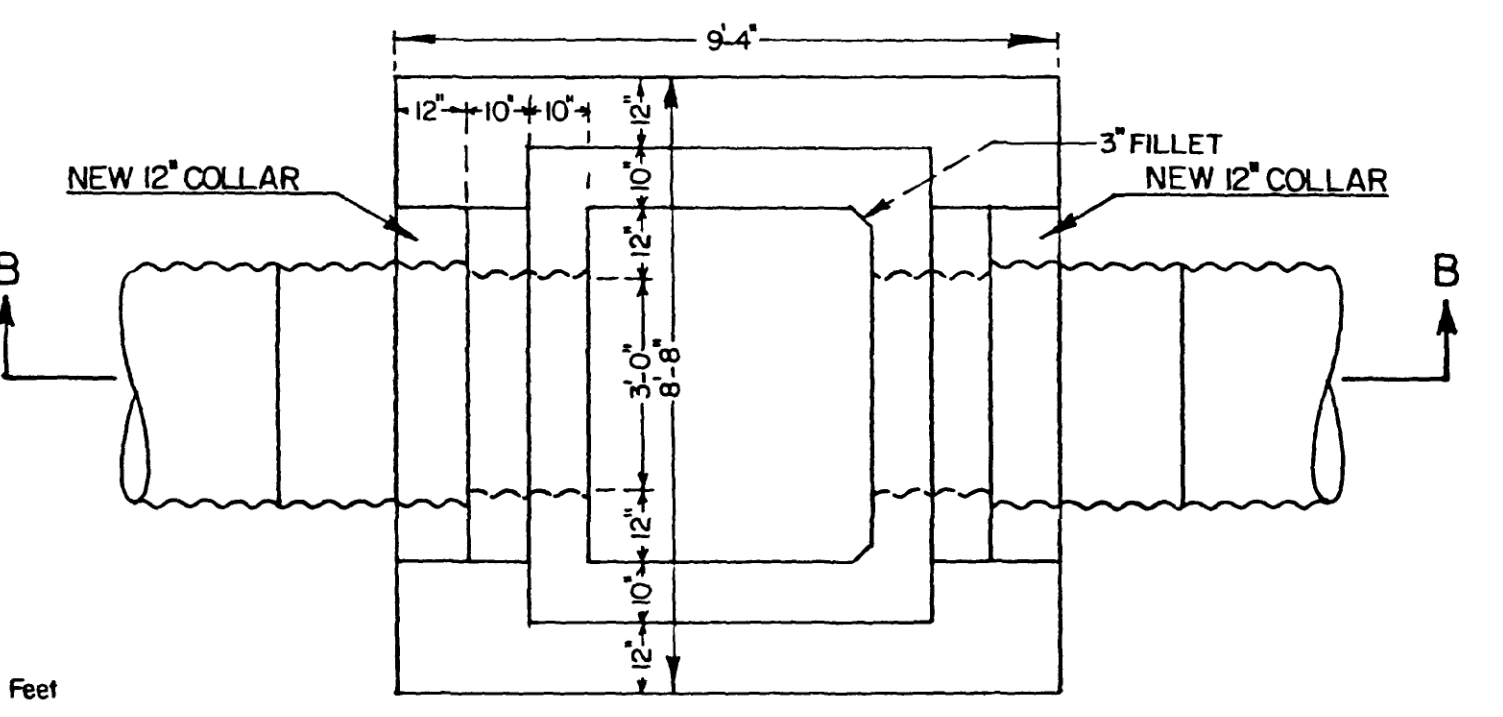 9'-4"
12" 10" 10" 12"
3" FILLET
10"
NEW 12" COLLAR
NEW 12" COLLAR
12"
B
B
3'-0"
8'-8"
12"
10"
12"
Feet